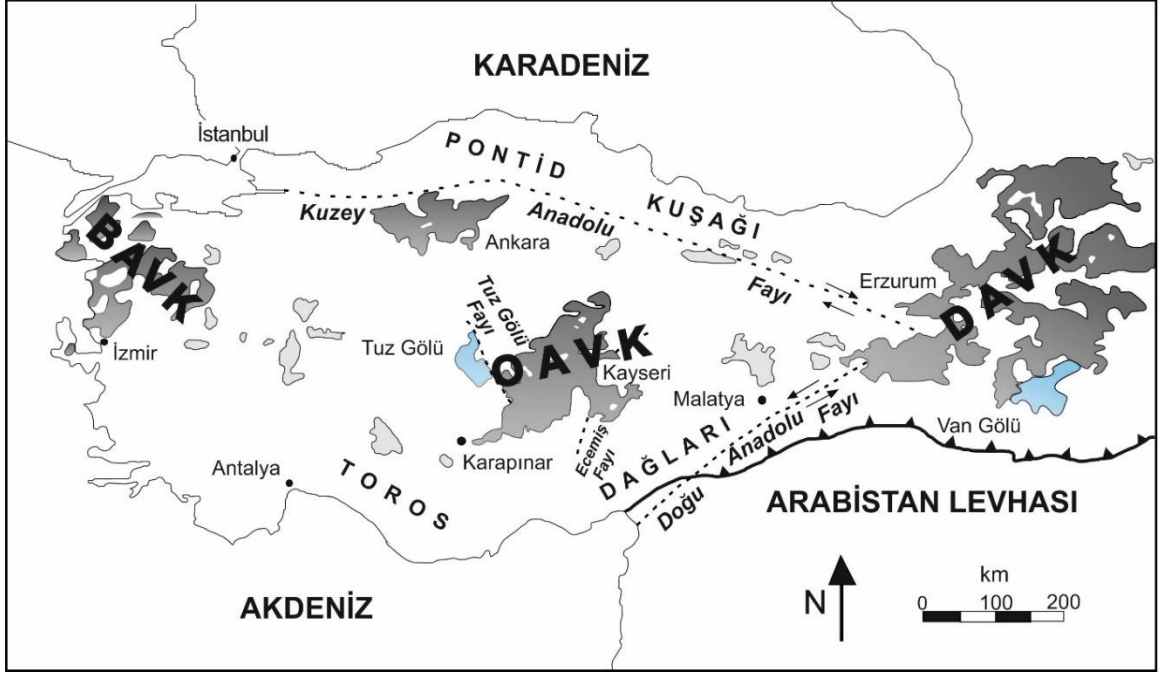 KARADENİZ
İstanbul
PONTİD
KUŞAĞI
Kuzey
Anadolu
Fayı
Ankara
BAVK
Erzurum
DAVK
Tuz Gölü
Fayı
İzmir
Tuz Gölü
OAVK
Kayseri
Malatya
Van Gölü
Ecemiş
Fayı
Karapınar
Antalya
TOROS
DAĞLARI
Doğu
Anadolu
Fayı
ARABİSTAN LEVHASI
AKDENİZ
N
km
0 100 200